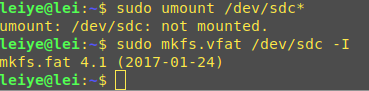 leiye@lei:~$ sudo umount /dev/sdc*
umount: /dev/sdc: not mounted.
leiye@lei:~$ sudo mkfs.vfat /dev/sdc -I
mkfs.fat 4.1 (2017-01-24)
leiye@lei:~$